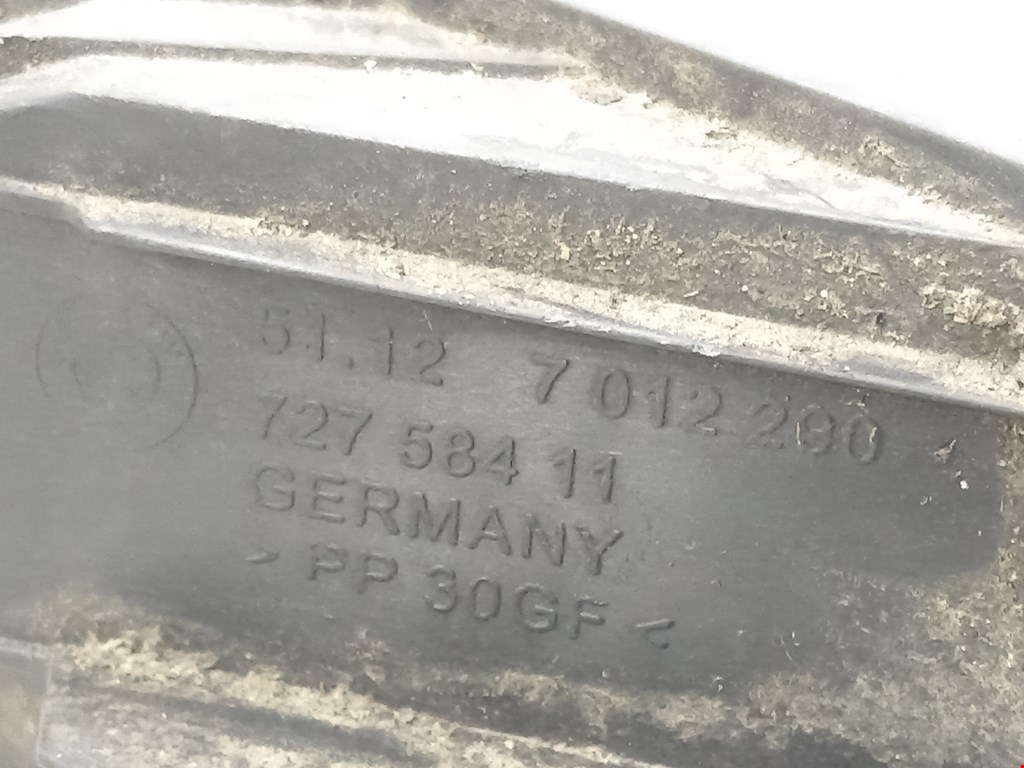 51.12 7 012 290
727 584 11
GERMANY
> PP 30GF <